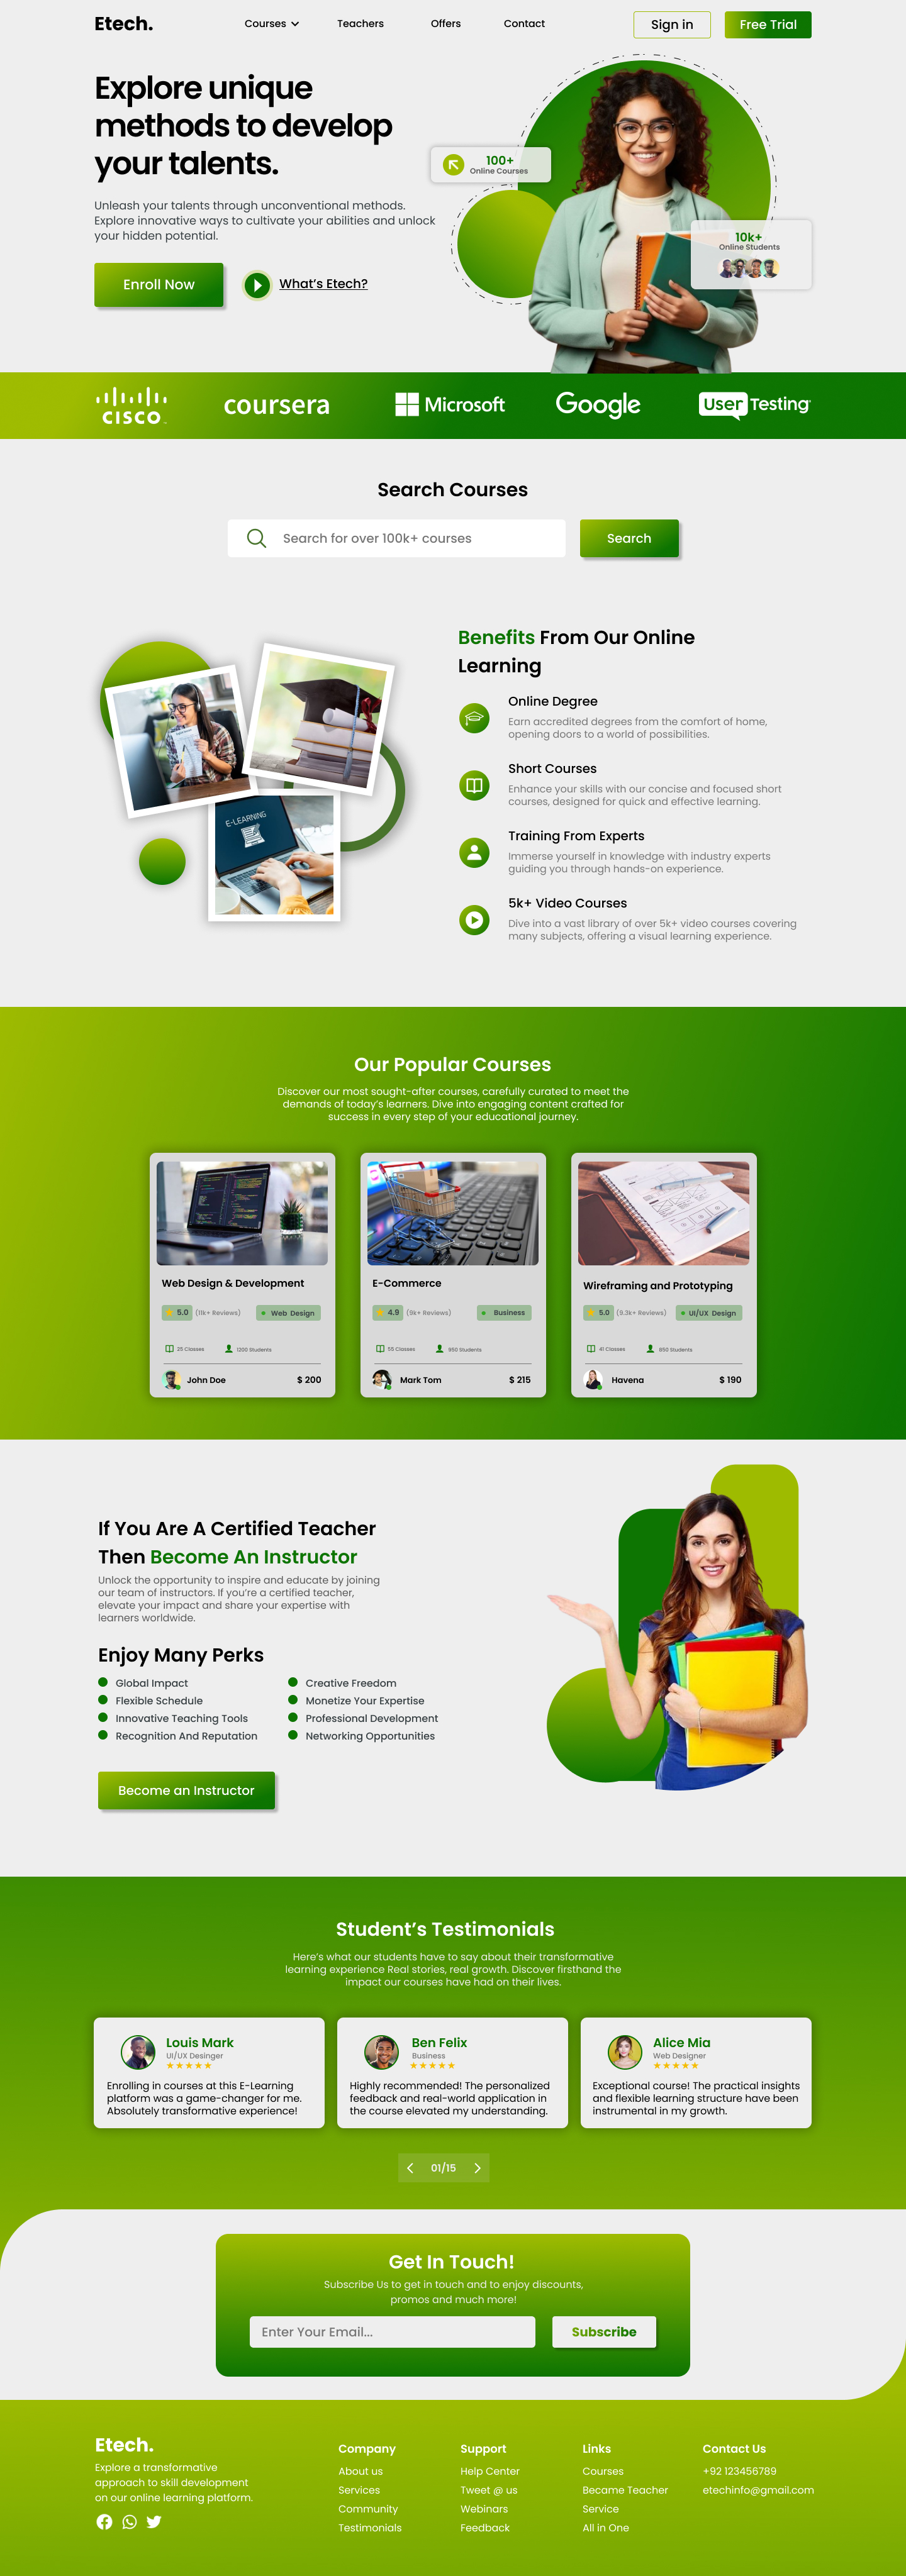 Etech.
Courses
Teachers
Offers
Contact
Sign in
Free Trial
Explore unique
methods to develop
your talents.
Unleash your talents through unconventional methods.
Explore innovative ways to cultivate your abilities and unlock
your hidden potential.
Enroll Now
What's Etech?
100+
Online Courses
10k+
Online Students
CISCO
coursera
Microsoft
Google
User Testing
Search Courses
Search for over 100k+ courses
Search
E-LEARNING
Benefits From Our Online
Learning
Online Degree
Earn accredited degrees from the comfort of home,
opening doors to a world of possibilities.
Short Courses
Enhance your skills with our concise and focused short
courses, designed for quick and effective learning.
Training From Experts
Immerse yourself in knowledge with industry experts
guiding you through hands-on experience.
5k+ Video Courses
Dive into a vast library of over 5k+ video courses covering
many subjects, offering a visual learning experience.
Our Popular Courses
Discover our most sought-after courses, carefully curated to meet the
demands of today's learners. Dive into engaging content crafted for
success in every step of your educational journey.
Web Design & Development
5.0 (11k+ Reviews) Web Design
25 Classes 1200 Students
John Doe $ 200
E-Commerce
4.9 (9k+ Reviews) Business
55 Classes 950 Students
Mark Tom $ 215
Wireframing and Prototyping
5.0 (9.3k+ Reviews) UI/UX Design
41 Classes 850 Students
Havena $ 190
If You Are A Certified Teacher
Then Become An Instructor
Unlock the opportunity to inspire and educate by joining
our team of instructors. If you're a certified teacher,
elevate your impact and share your expertise with
learners worldwide.
Enjoy Many Perks
Global Impact
Flexible Schedule
Innovative Teaching Tools
Recognition And Reputation
Creative Freedom
Monetize Your Expertise
Professional Development
Networking Opportunities
Become an Instructor
Student's Testimonials
Here's what our students have to say about their transformative
learning experience Real stories, real growth. Discover firsthand the
impact our courses have had on their lives.
Louis Mark
UI/UX Desinger
Enrolling in courses at this E-Learning
platform was a game-changer for me.
Absolutely transformative experience!
Ben Felix
Business
Highly recommended! The personalized
feedback and real-world application in
the course elevated my understanding.
Alice Mia
Web Designer
Exceptional course! The practical insights
and flexible learning structure have been
instrumental in my growth.
01/15
Get In Touch!
Subscribe Us to get in touch and to enjoy discounts,
promos and much more!
Enter Your Email...
Subscribe
Etech.
Explore a transformative
approach to skill development
on our online learning platform.
Company
About us
Services
Community
Testimonials
Support
Help Center
Tweet @ us
Webinars
Feedback
Links
Courses
Became Teacher
Service
All in One
Contact Us
+92 123456789
etechinfo@gmail.com